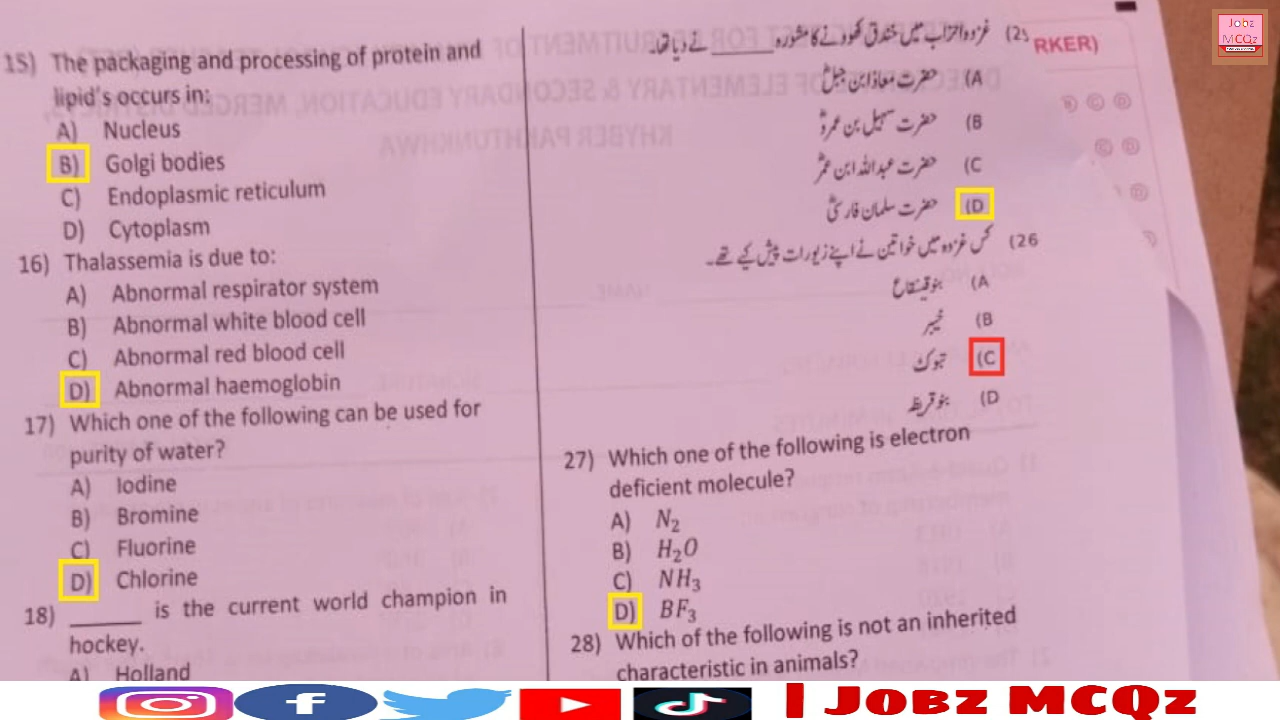 15) The packaging and processing of protein and
lipid's occurs in:
A) Nucleus
B) Golgi bodies
C) Endoplasmic reticulum
D) Cytoplasm
16) Thalassemia is due to:
A) Abnormal respirator system
B) Abnormal white blood cell
C) Abnormal red blood cell
D) Abnormal haemoglobin
17) Which one of the following can be used for
purity of water?
A) Iodine
B) Bromine
C) Fluorine
D) Chlorine
18) ______ is the current world champion in
hockey.
A) Holland
غزوہ احزاب میں خندق کھودنے کا مشورہ ______ نے دیا تھا۔
A) حضرت معاذ ابن جبلؓ
B) حضرت سہیل بن عمروؓ
C) حضرت عبداللہ ابن عمرؓ
D) حضرت سلمان فارسیؓ
26) کس غزوہ میں خواتین نے اپنے زیورات پیش کیے تھے۔
A) بنو قینقاع
B) خیبر
C) تبوک
D) بنو قریظہ
27) Which one of the following is electron
deficient molecule?
A) N₂
B) H₂O
C) NH₃
D) BF₃
28) Which of the following is not an inherited
characteristic in animals?
RKER)
Jobz
MCQz
| Jobz MCQz